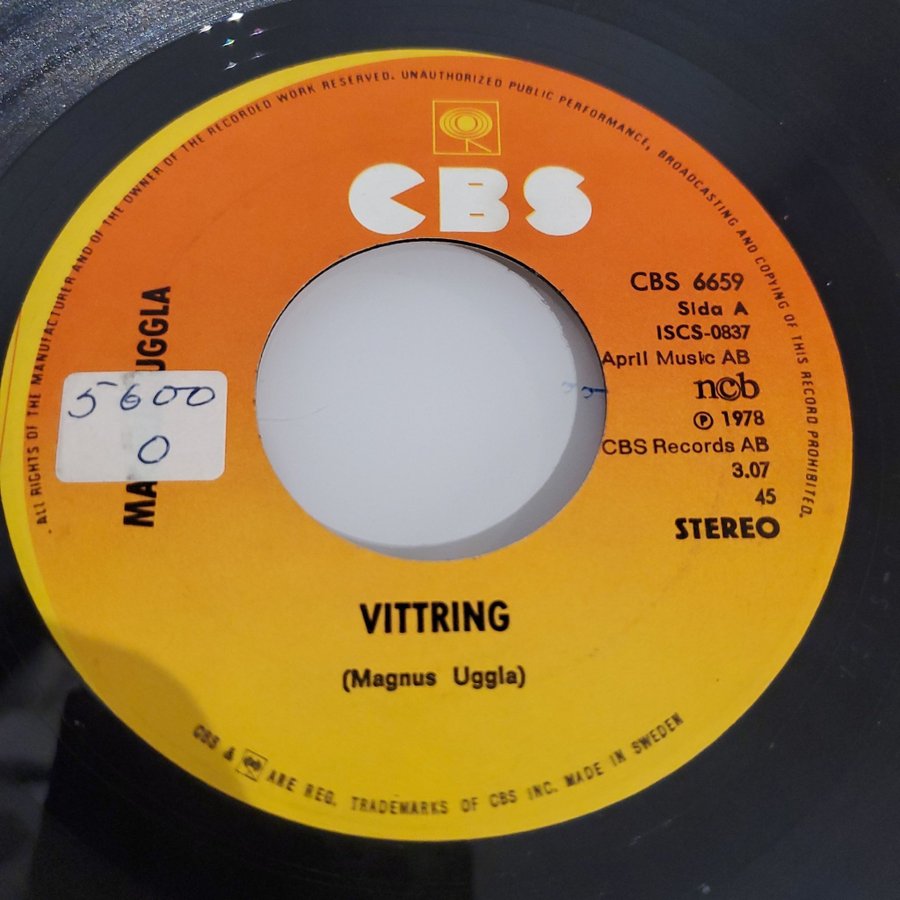 ALL RIGHTS OF THE MANUFACTURER AND OF THE OWNER OF THE RECORDED WORK RESERVED. UNAUTHORIZED PUBLIC PERFORMANCE, BROADCASTING AND COPYING OF THIS RECORD PROHIBITED.
CBS
CBS 6659
Sida A
ISCS-0837
April Music AB
ncb
℗ 1978
CBS Records AB
3.07
45
STEREO
MA UGGLA
5600
0
VITTRING
(Magnus Uggla)
CBS & ARE REG. TRADEMARKS OF CBS INC. MADE IN SWEDEN